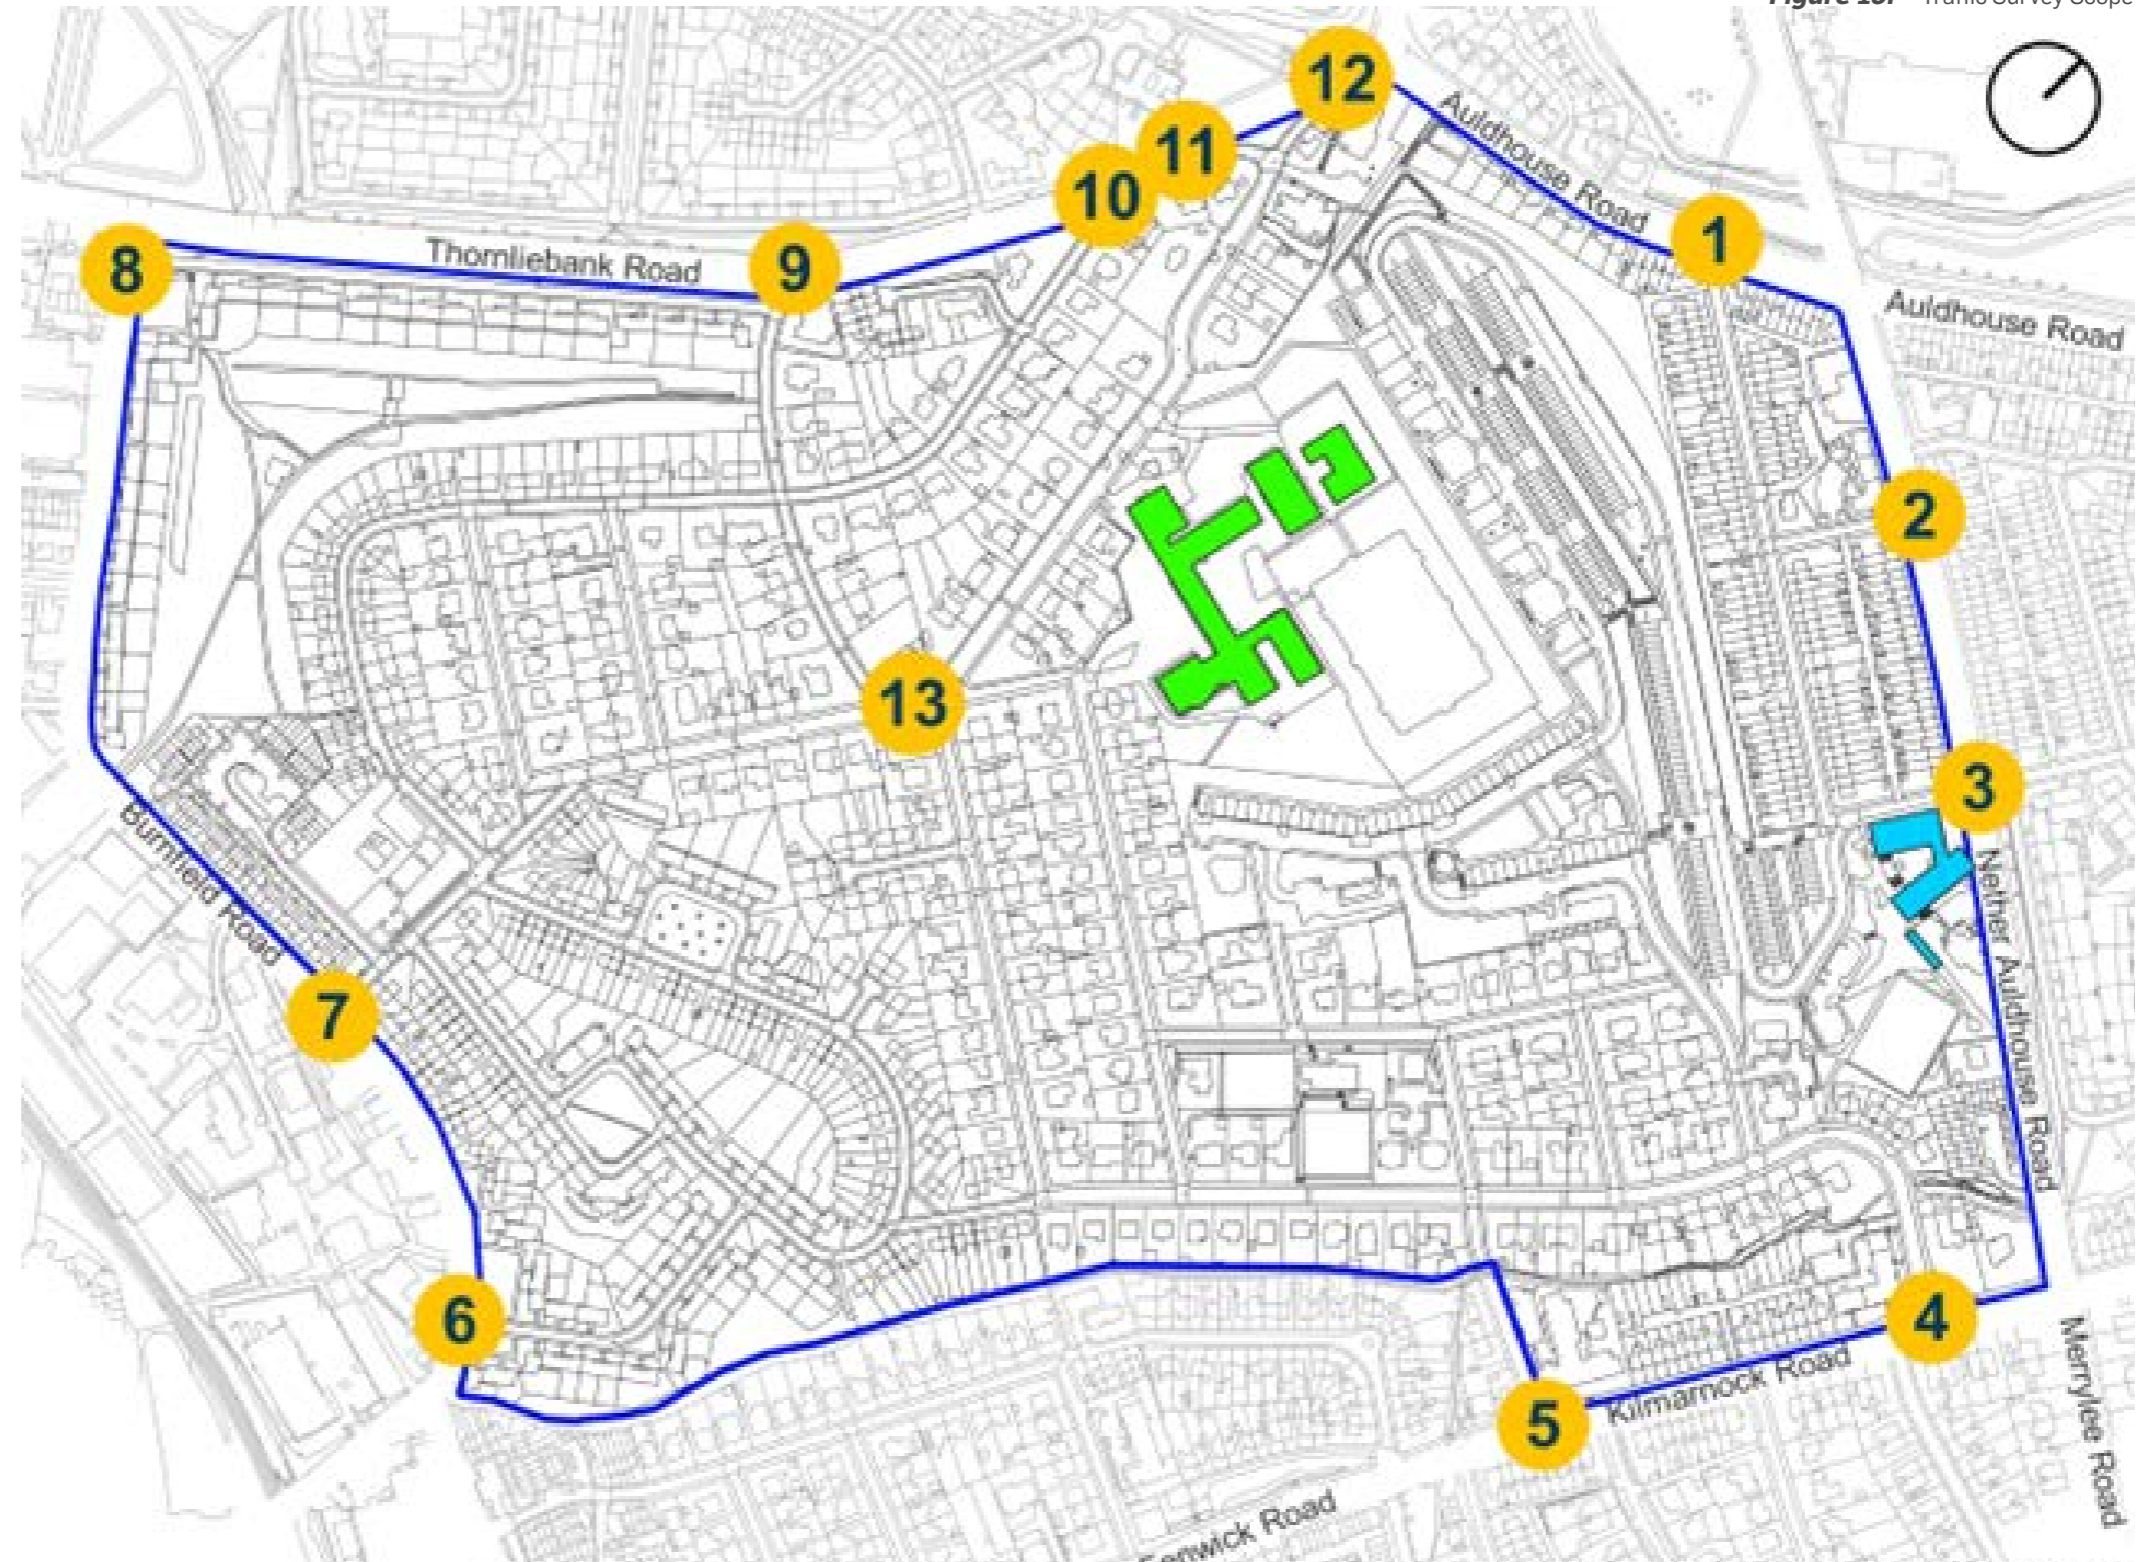 Traffic Survey Scope
12
Auldhouse Road
11
10
1
8
Thornliebank Road
9
Auldhouse Road
2
13
3
Burnfield Road
Nether Auldhouse Road
7
6
4
Merrylee Road
Kilmarnock Road
5
Fenwick Road